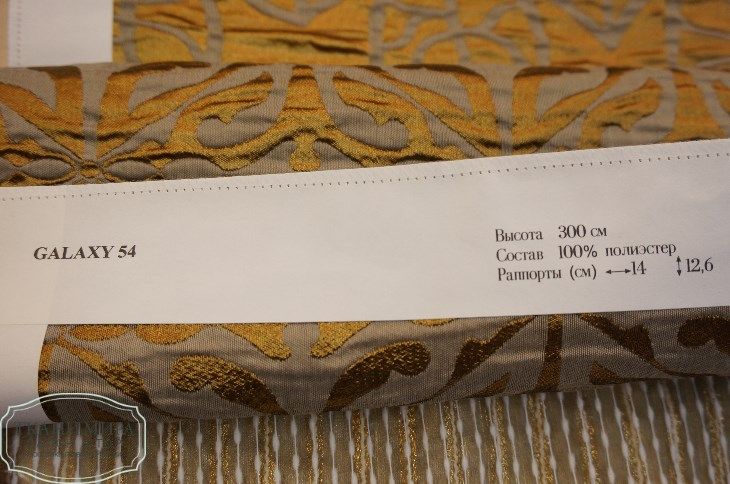 GALAXY 54
Высота 300 см
Состав 100% полиэстер
Раппорты (см) ↔14 ↕12,6